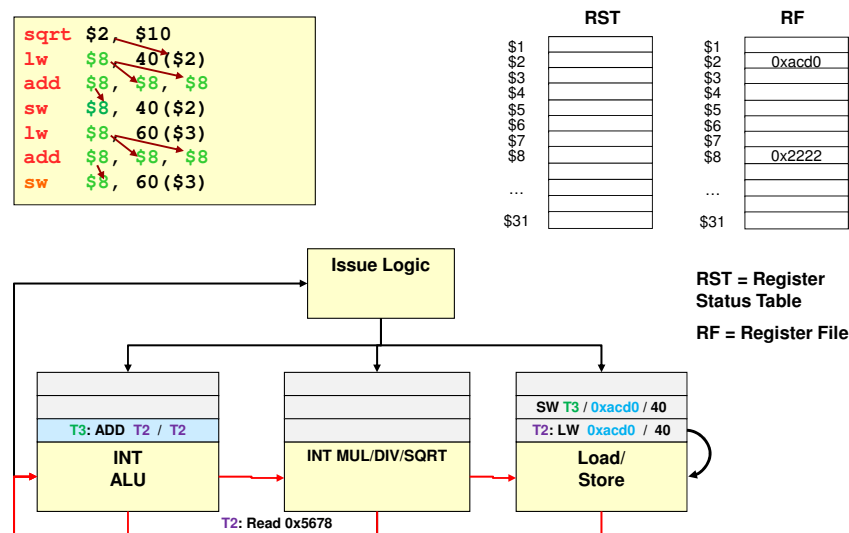 sqrt $2, $10
lw $8, 40($2)
add $8, $8, $8
sw $8, 40($2)
lw $8, 60($3)
add $8, $8, $8
sw $8, 60($3)
RST
$1
$2
$3
$4
$5
$6
$7
$8
…
$31
RF
$1
$2 0xacd0
$3
$4
$5
$6
$7
$8 0x2222
…
$31
RST = Register
Status Table
RF = Register File
Issue Logic
T3: ADD T2 / T2
INT
ALU
INT MUL/DIV/SQRT
SW T3 / 0xacd0 / 40
T2: LW 0xacd0 / 40
Load/
Store
T2: Read 0x5678